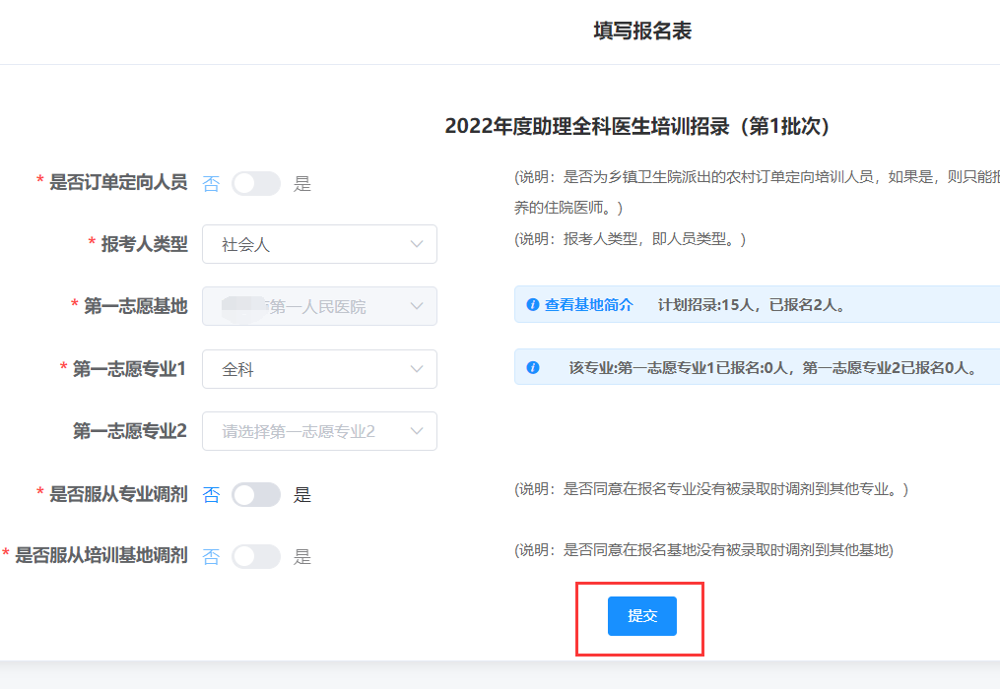 填写报名表
2022年度助理全科医生培训招录（第1批次）
* 是否订单定向人员 否 是 (说明：是否为乡镇卫生院派出的农村订单定向培训人员，如果是，则只能
养的住院医师。)
* 报考人类型 社会人 (说明：报考人类型，即人员类型。)
* 第一志愿基地 第一人民医院 查看基地简介 计划招录:15人，已报名2人。
* 第一志愿专业1 全科 该专业:第一志愿专业1已报名:0人，第一志愿专业2已报名0人。
第一志愿专业2 请选择第一志愿专业2
* 是否服从专业调剂 否 是 (说明：是否同意在报名专业没有被录取时调剂到其他专业。)
* 是否服从培训基地调剂 否 是 (说明：是否同意在报名基地没有被录取时调剂到其他基地)
提交